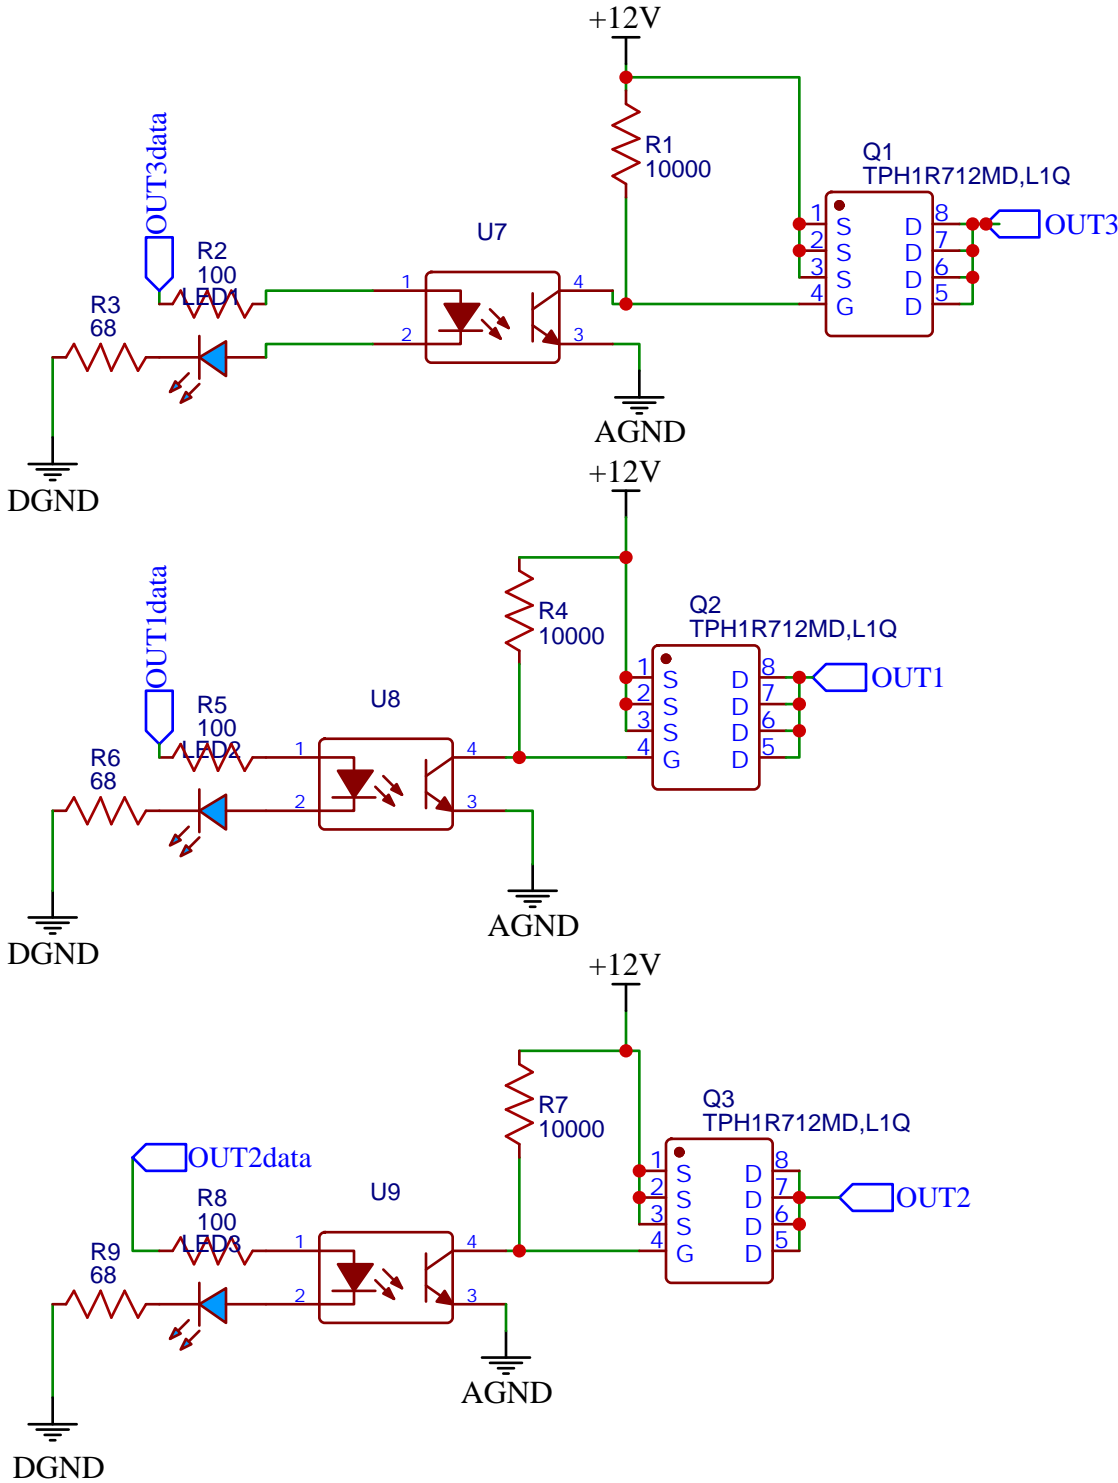 +12V
OUT3data
R1
10000
Q1
TPH1R712MD,L1Q
1 S D 8
OUT3
2 S D 7
3 S D 6
4 G D 5
U7
R2
100
LED1
1
4
R3
68
2
3
AGND
DGND
+12V
OUT1data
R4
10000
Q2
TPH1R712MD,L1Q
1 S D 8
OUT1
2 S D 7
3 S D 6
4 G D 5
U8
R5
100
LED2
1
4
R6
68
2
3
AGND
DGND
+12V
R7
10000
Q3
TPH1R712MD,L1Q
OUT2data
1 S D 8
2 S D 7
OUT2
3 S D 6
4 G D 5
U9
R8
100
LED3
1
4
R9
68
2
3
AGND
DGND